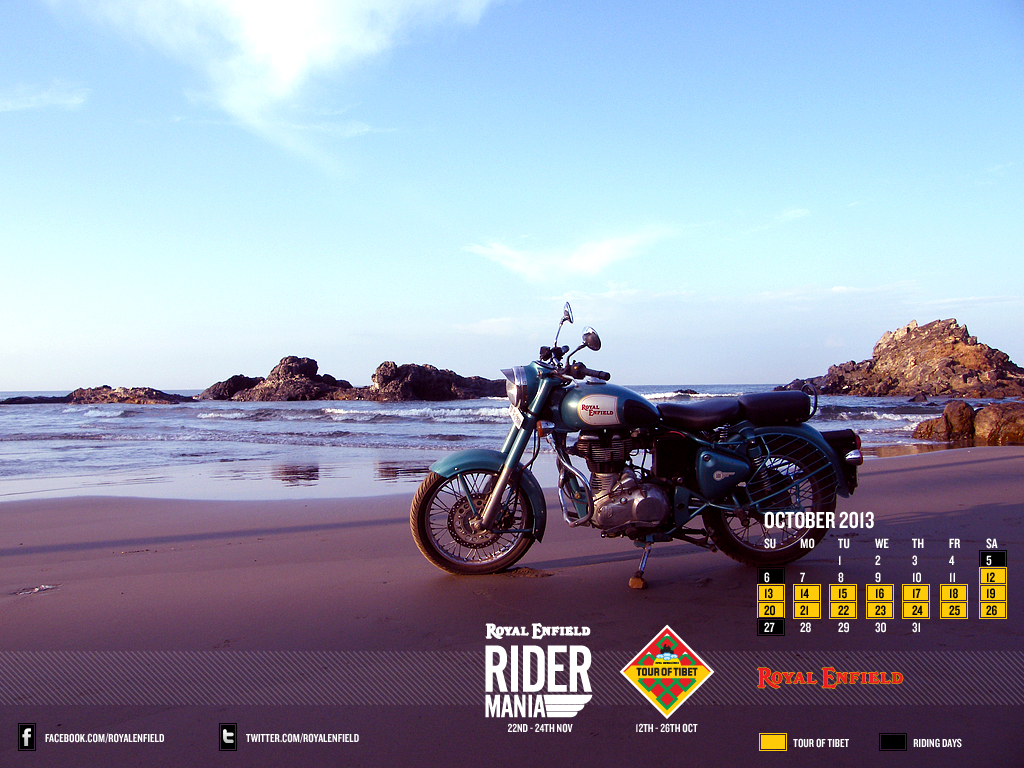 ROYAL ENFIELD
OCTOBER 2013
SU MO TU WE TH FR SA
1 2 3 4 5
6 7 8 9 10 11 12
13 14 15 16 17 18 19
20 21 22 23 24 25 26
27 28 29 30 31
ROYAL ENFIELD
RIDER
MANIA
22ND - 24TH NOV
TOUR OF TIBET
12TH - 26TH OCT
ROYAL ENFIELD
FACEBOOK.COM/ROYALENFIELD
TWITTER.COM/ROYALENFIELD
TOUR OF TIBET
RIDING DAYS